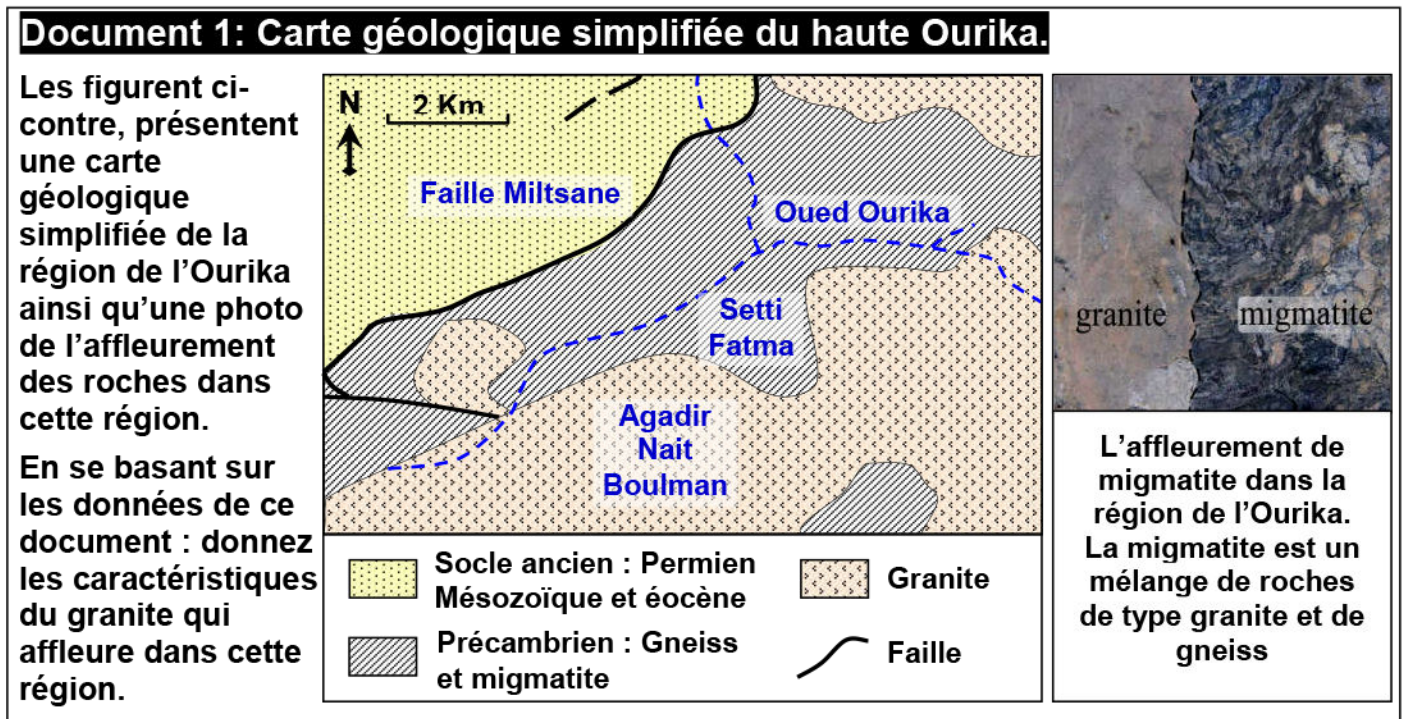 Document 1: Carte géologique simplifiée du haute Ourika.
Les figurent ci-
contre, présentent
une carte
géologique
simplifiée de la
région de l'Ourika
ainsi qu'une photo
de l'affleurement
des roches dans
cette région.
En se basant sur
les données de ce
document : donnez
les caractéristiques
du granite qui
affleure dans cette
région.
N
2 Km
Faille Miltsane
Oued Ourika
Setti
Fatma
Agadir
Nait
Boulman
Socle ancien : Permien
Mésozoïque et éocène
Granite
Précambrien : Gneiss
et migmatite
Faille
granite
migmatite
L'affleurement de
migmatite dans la
région de l'Ourika.
La migmatite est un
mélange de roches
de type granite et de
gneiss